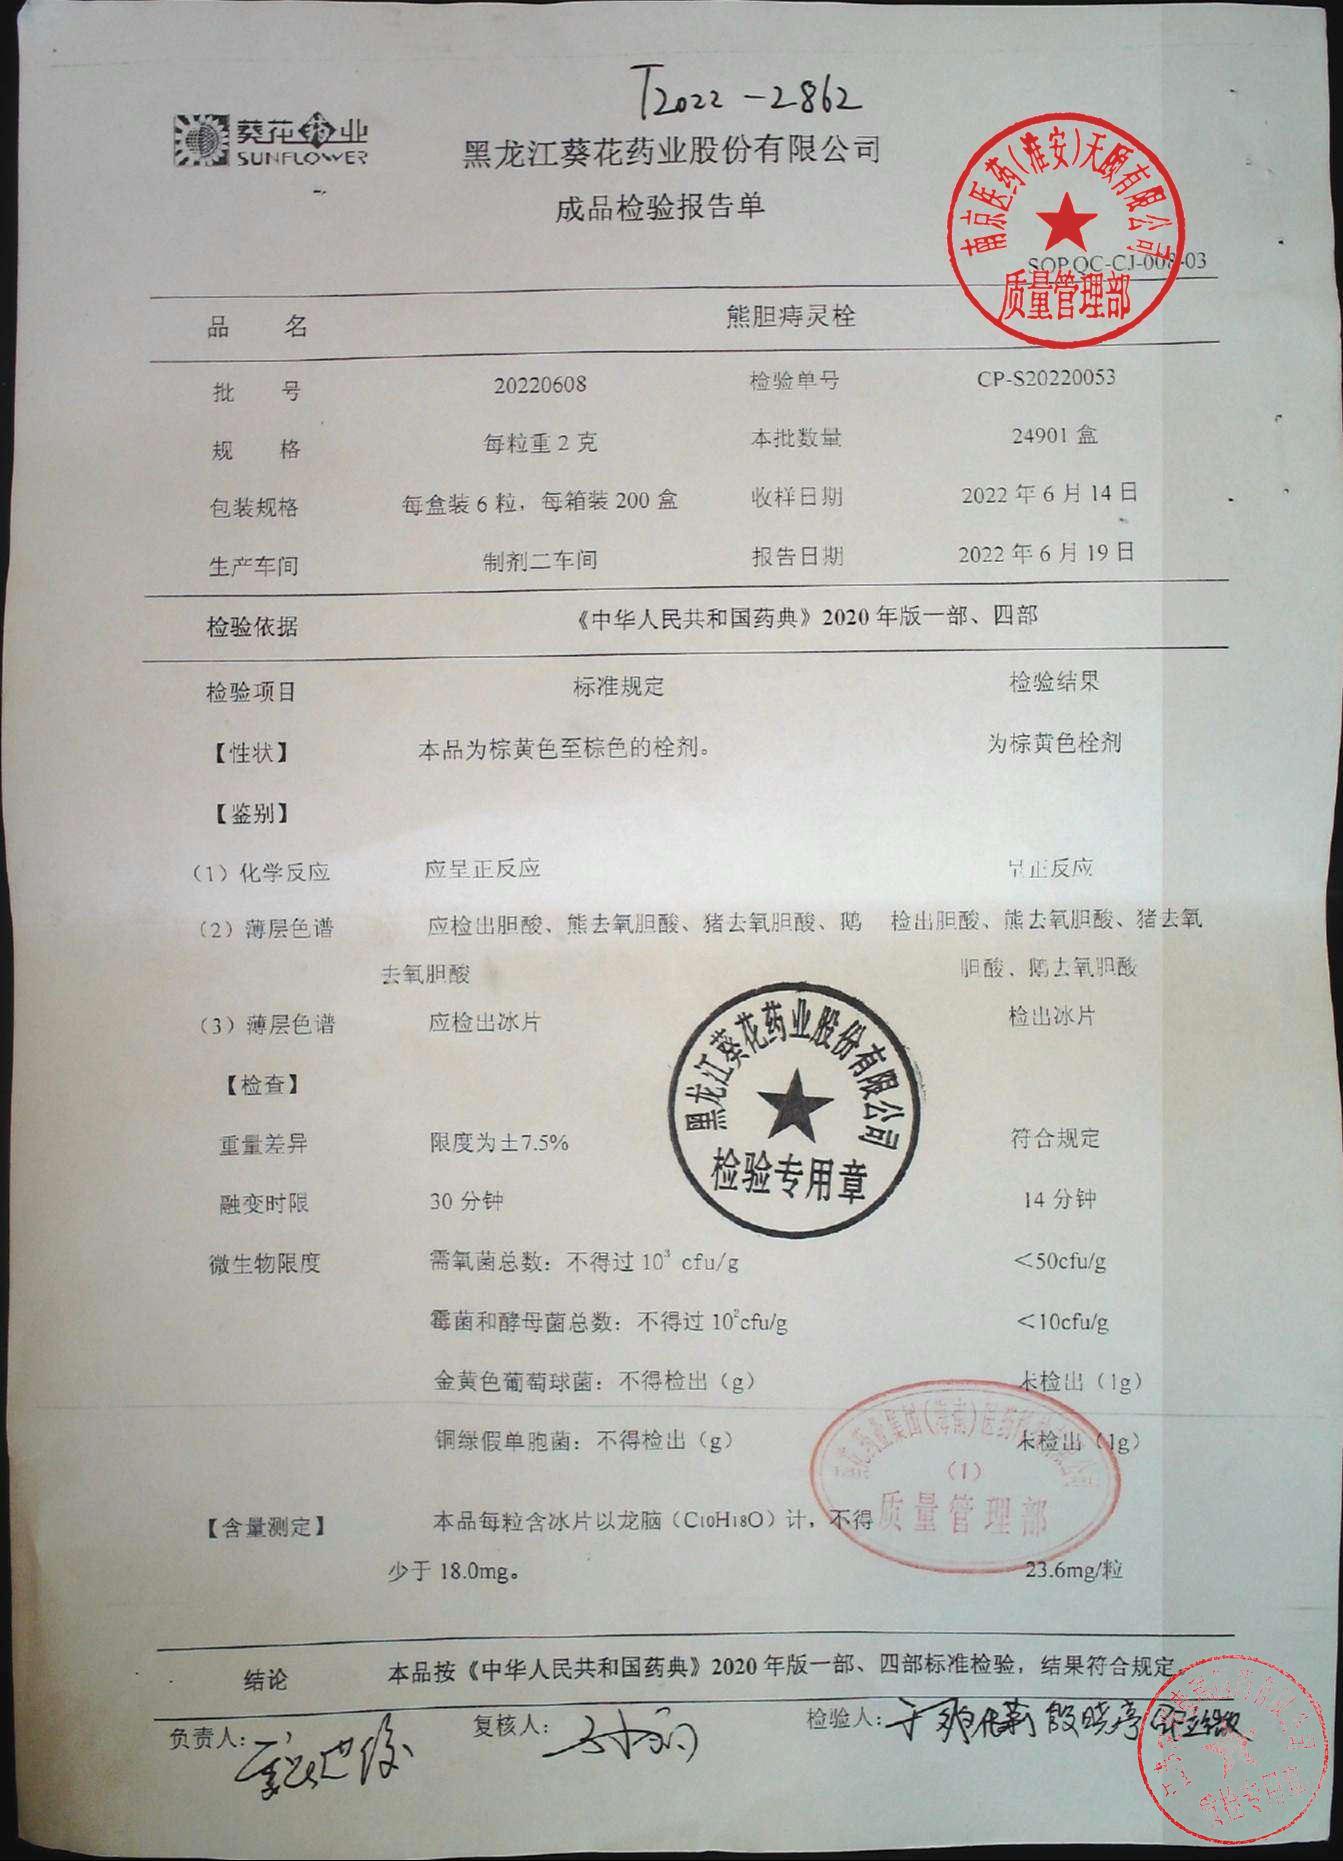 T2022-2862
葵花药业
SUNFLOWER
黑龙江葵花药业股份有限公司
成品检验报告单
南京医药(淮安)天颐有限公司
质量管理部
SOP.QC-CJ-008-03
品 名 熊胆痔灵栓
批 号 20220608 检验单号 CP-S20220053
规 格 每粒重2克 本批数量 24901盒
包装规格 每盒装6粒，每箱装200盒 收样日期 2022年6月14日
生产车间 制剂二车间 报告日期 2022年6月19日
检验依据 《中华人民共和国药典》2020年版一部、四部
检验项目 标准规定 检验结果
【性状】 本品为棕黄色至棕色的栓剂。 为棕黄色栓剂
【鉴别】
（1）化学反应 应呈正反应 呈正反应
（2）薄层色谱 应检出胆酸、熊去氧胆酸、猪去氧胆酸、鹅 检出胆酸、熊去氧胆酸、猪去氧
去氧胆酸 胆酸、鹅去氧胆酸
（3）薄层色谱 应检出冰片 检出冰片
【检查】
黑龙江葵花药业股份有限公司
检验专用章
重量差异 限度为±7.5% 符合规定
融变时限 30分钟 14分钟
微生物限度 需氧菌总数：不得过10³ cfu/g ＜50cfu/g
霉菌和酵母菌总数：不得过10²cfu/g ＜10cfu/g
金黄色葡萄球菌：不得检出（g） 未检出（1g）
铜绿假单胞菌：不得检出（g） 未检出（1g）
（1）
质量管理部
【含量测定】 本品每粒含冰片以龙脑（C₁₀H₁₈O）计，不得
少于18.0mg。 23.6mg/粒
结论 本品按《中华人民共和国药典》2020年版一部、四部标准检验，结果符合规定
负责人： 复核人： 检验人：
质检专用章